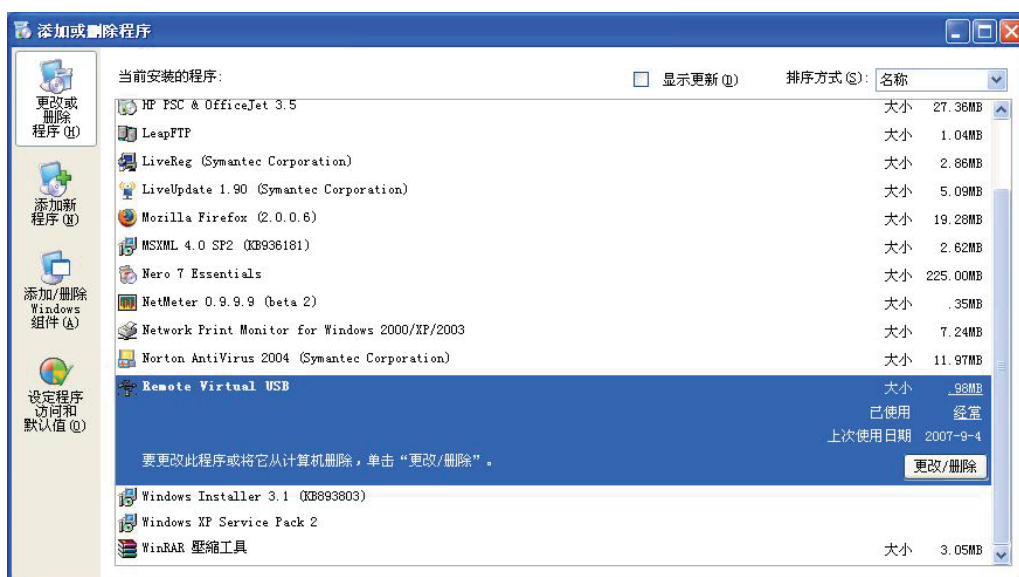 添加或删除程序
更改或
删除
程序(H)
添加新
程序(N)
添加/删除
Windows
组件(A)
设定程序
访问和
默认值(O)
当前安装的程序:
显示更新(D)
排序方式(S): 名称
HP PSC & OfficeJet 3.5 大小 27.36MB
LeapFTP 大小 1.04MB
LiveReg (Symantec Corporation) 大小 2.86MB
LiveUpdate 1.90 (Symantec Corporation) 大小 5.09MB
Mozilla Firefox (2.0.0.6) 大小 19.28MB
MSXML 4.0 SP2 (KB936181) 大小 2.62MB
Nero 7 Essentials 大小 225.00MB
NetMeter 0.9.9.9 (beta 2) 大小 .35MB
Network Print Monitor for Windows 2000/XP/2003 大小 7.24MB
Norton AntiVirus 2004 (Symantec Corporation) 大小 11.97MB
Remote Virtual USB 大小 .98MB
已使用 经常
上次使用日期 2007-9-4
要更改此程序或将它从计算机删除，单击“更改/删除”。
更改/删除
Windows Installer 3.1 (KB893803)
Windows XP Service Pack 2
WinRAR 壓縮工具 大小 3.05MB